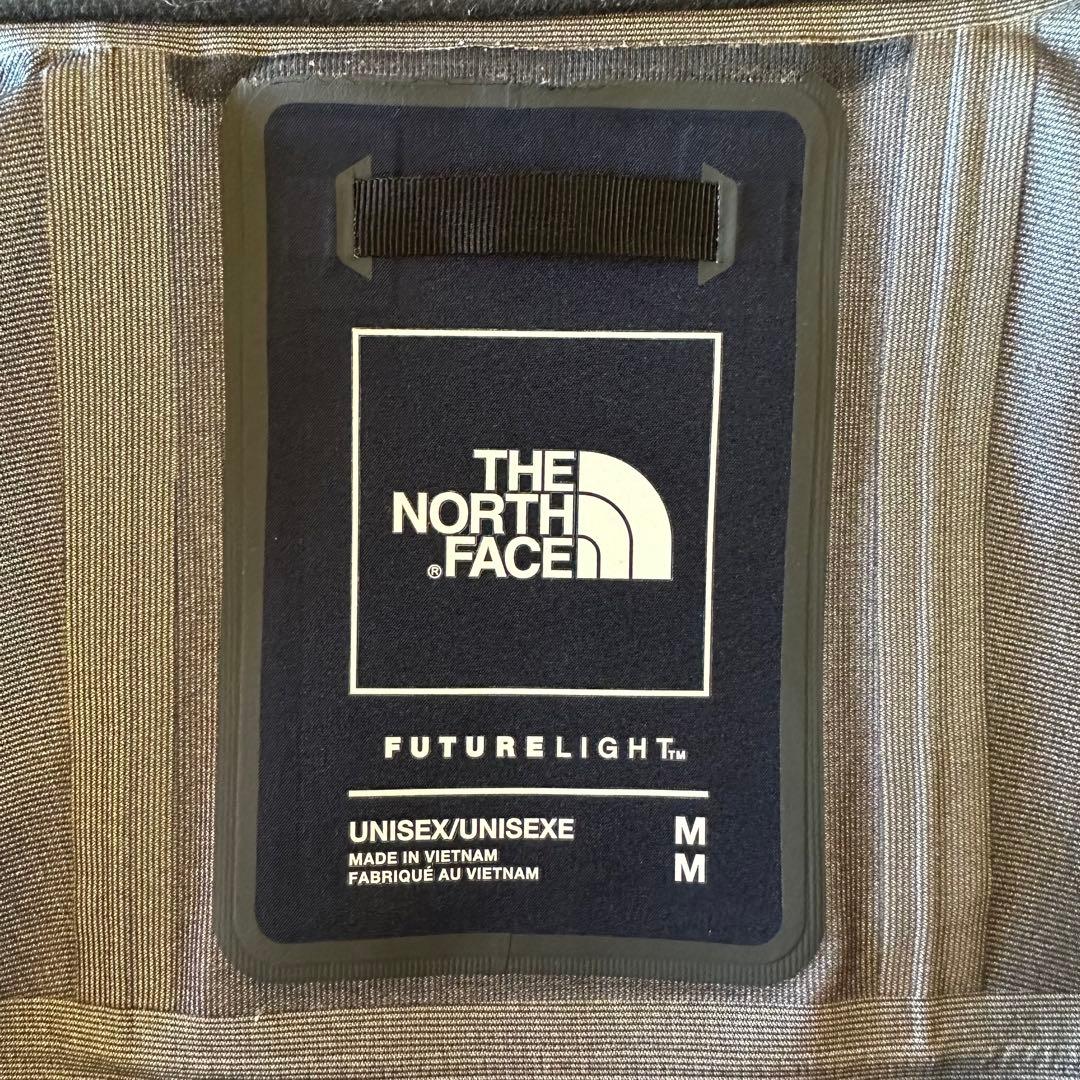 THE
NORTH
® FACE
FUTURELIGHT™
UNISEX/UNISEXE M
MADE IN VIETNAM
FABRIQUÉ AU VIETNAM M